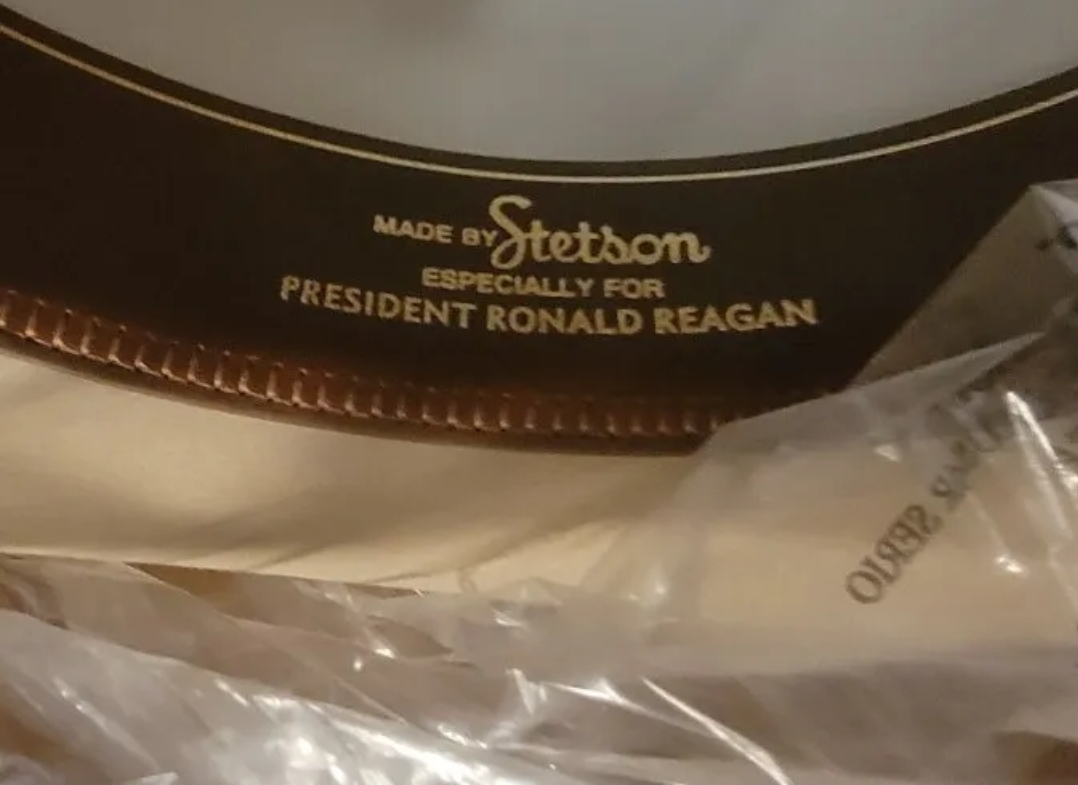 MADE BY Stetson
ESPECIALLY FOR
PRESIDENT RONALD REAGAN